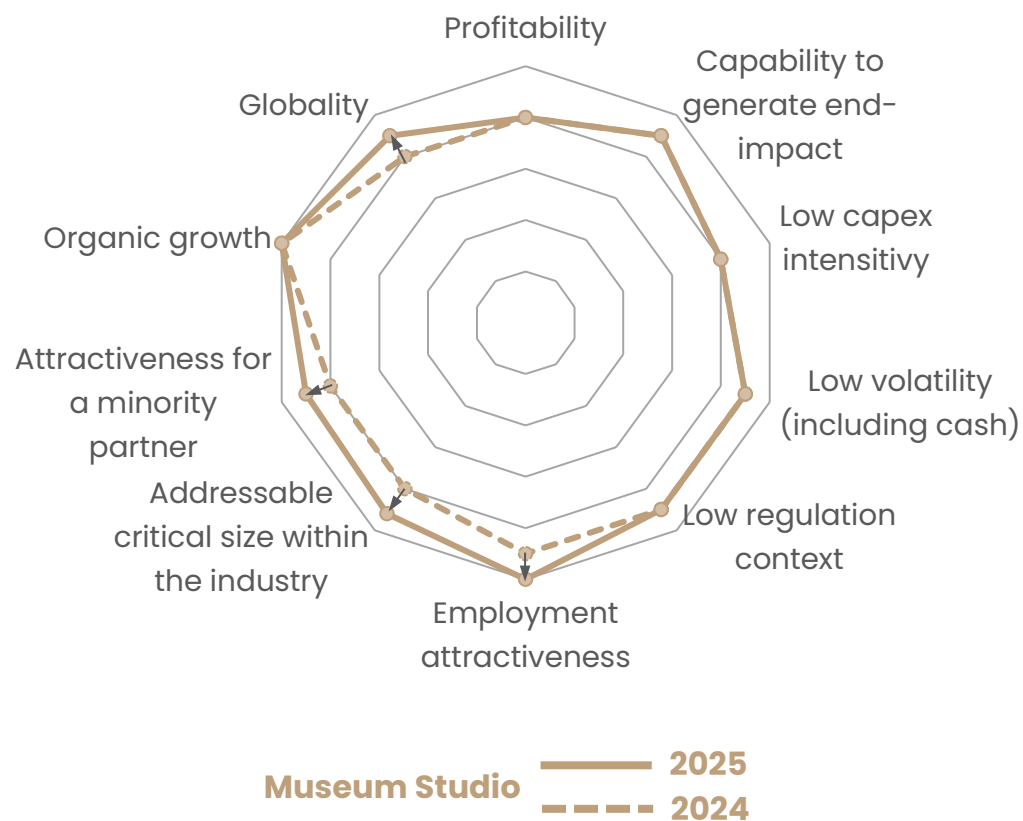 Profitability
Capability to
generate end-
impact
Globality
Low capex
intensitivy
Organic growth
Attractiveness for
a minority
partner
Low volatility
(including cash)
Addressable
critical size within
the industry
Low regulation
context
Employment
attractiveness
Museum Studio
2025
2024